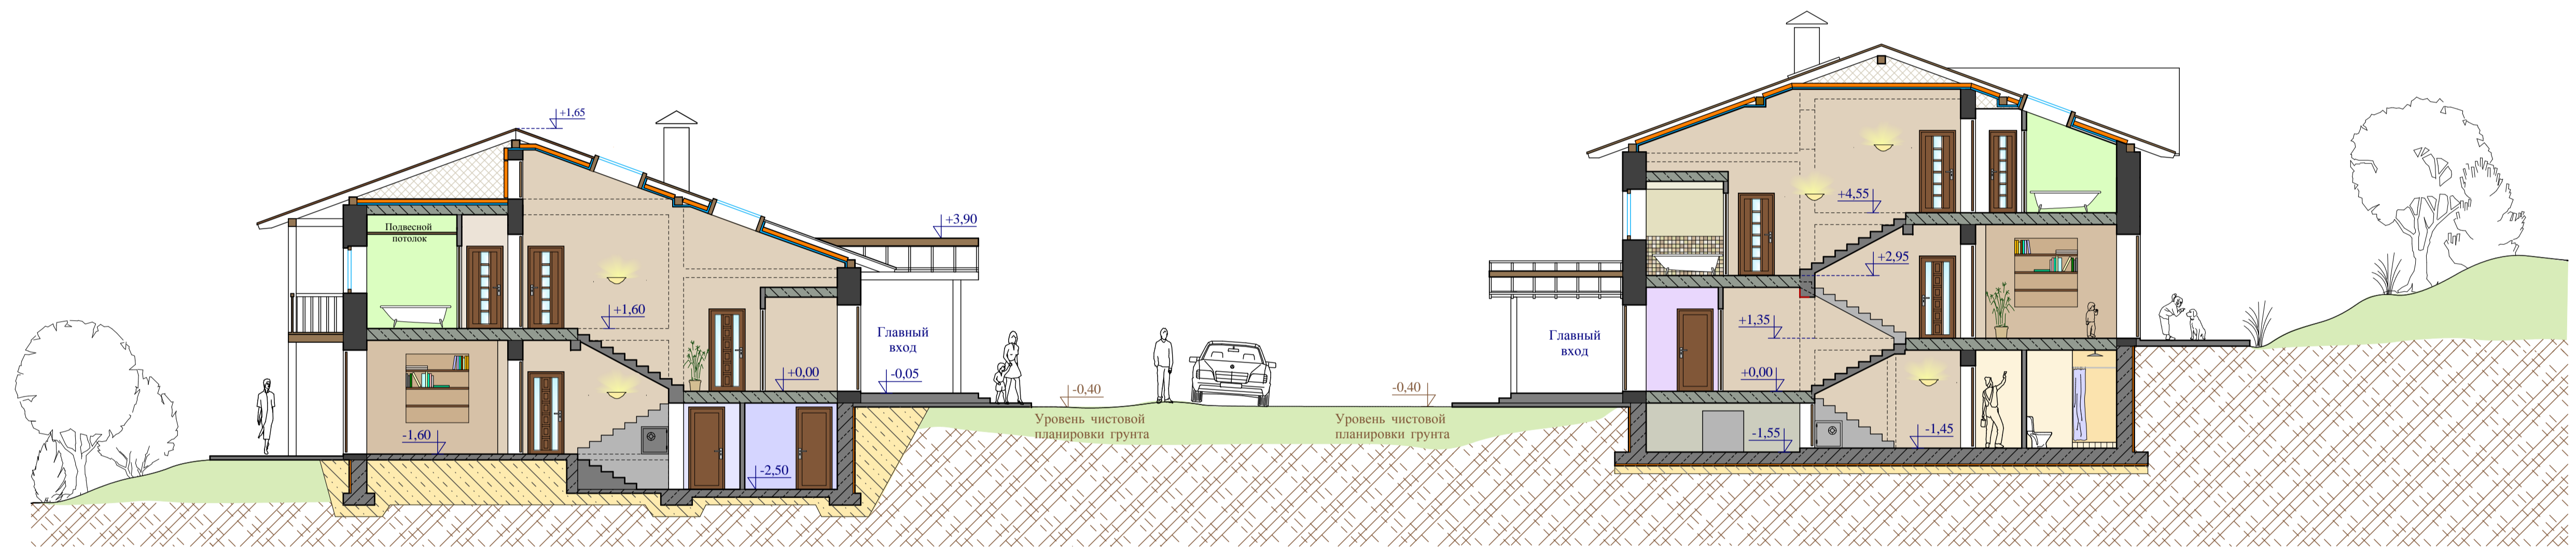 +1,65
Подвесной
потолок
+3,90
+1,60
Главный
вход
+0,00
-0,05
-1,60
-2,50
-0,40
Уровень чистовой
планировки грунта
-0,40
Уровень чистовой
планировки грунта
Главный
вход
+4,55
+2,95
+1,35
+0,00
-1,55
-1,45